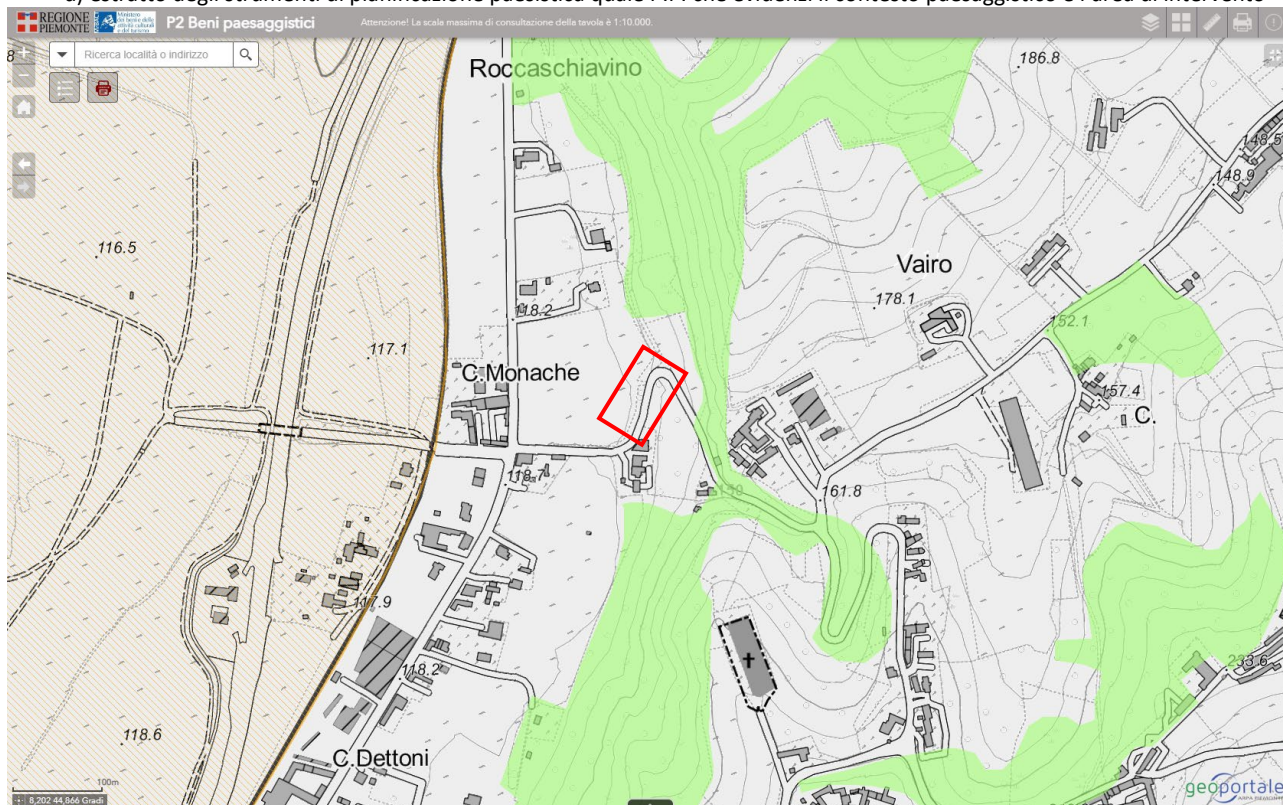 d) estratto degli strumenti di pianificazione paesistica quale PPR che evidenzi il contesto paesaggistico e l'area di intervento
REGIONE PIEMONTE
P2 Beni paesaggistici
Attenzione! La scala massima di consultazione della tavola è 1:10.000.
Ricerca località o indirizzo
Roccaschiavino
186.8
148.5
148.9
116.5
Vairo
178.1
118.2
152.1
117.1
C.Monache
157.4
C.
118.7
161.8
117.9
118.2
233.6
118.6
C.Dettoni
100m
8,202 44,866 Gradi
geoportale
ARPA PIEMONTE